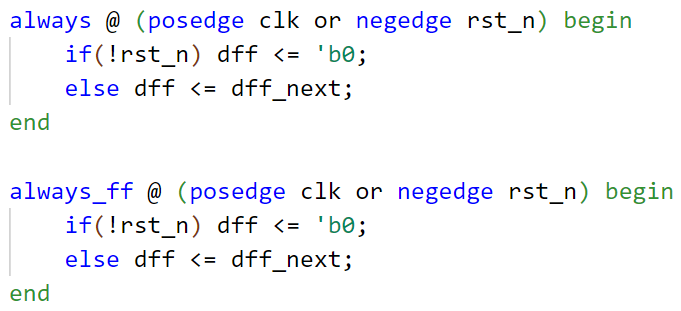 always @ (posedge clk or negedge rst_n) begin
if(!rst_n) dff <= 'b0;
else dff <= dff_next;
end
always_ff @ (posedge clk or negedge rst_n) begin
if(!rst_n) dff <= 'b0;
else dff <= dff_next;
end